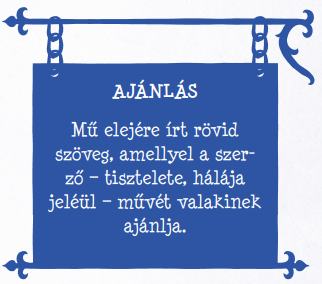 AJÁNLÁS
Mű elejére írt rövid
szöveg, amellyel a szer-
ző – tisztelete, hálája
jeléül – művét valakinek
ajánlja.